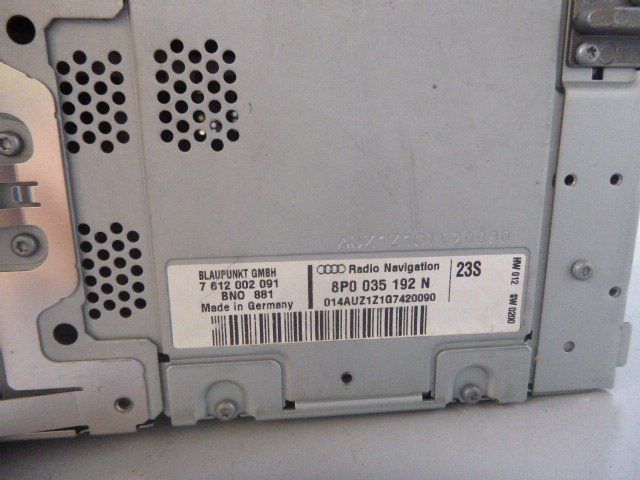 AUZ1Z1G7420090
BLAUPUNKT GMBH
7 612 002 091
BNO 881
Made in Germany
Radio Navigation
8P0 035 192 N
014AUZ1Z1G7420090
23S
HW 012 SW 0200